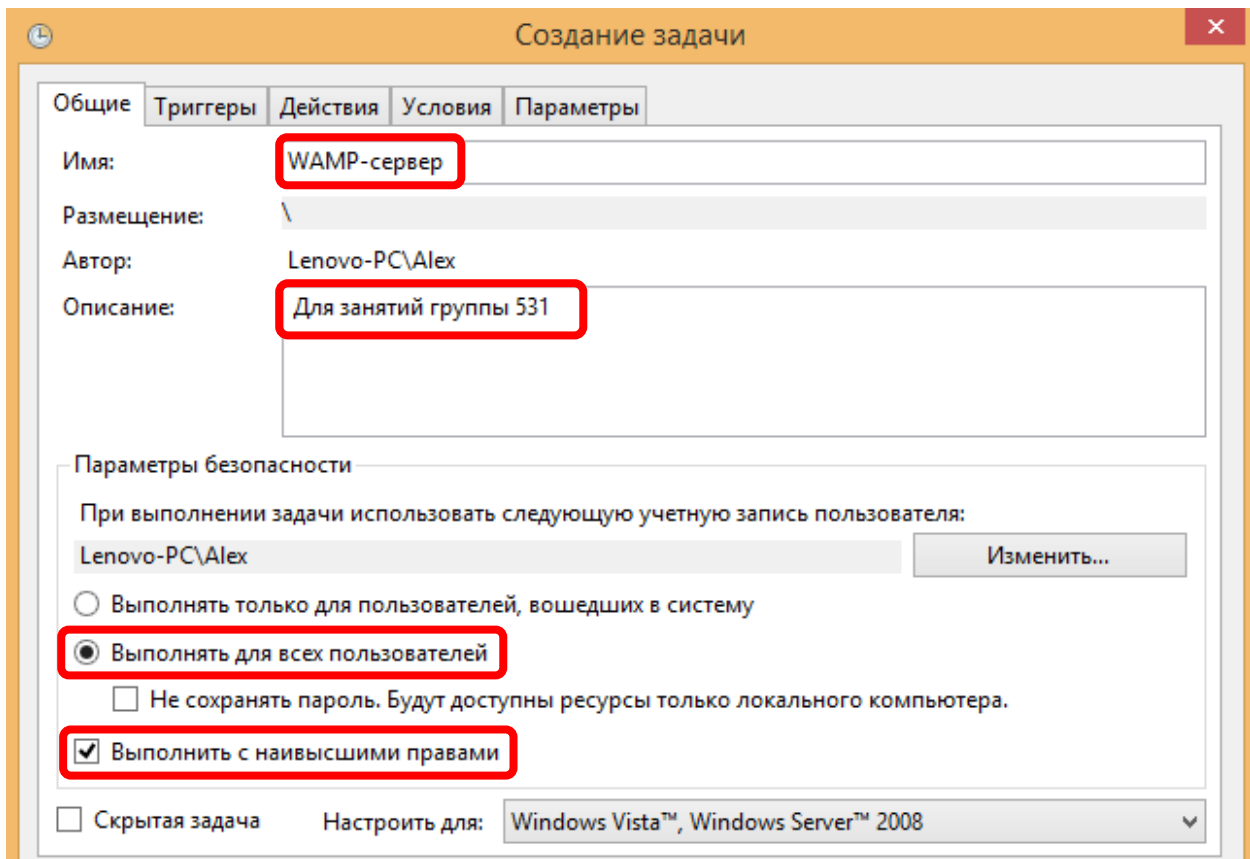 Создание задачи
Общие Триггеры Действия Условия Параметры
Имя: WAMP-сервер
Размещение: \
Автор: Lenovo-PC\Alex
Описание: Для занятий группы 531
Параметры безопасности
При выполнении задачи использовать следующую учетную запись пользователя:
Lenovo-PC\Alex Изменить...
Выполнять только для пользователей, вошедших в систему
Выполнять для всех пользователей
Не сохранять пароль. Будут доступны ресурсы только локального компьютера.
Выполнить с наивысшими правами
Скрытая задача Настроить для: Windows Vista™, Windows Server™ 2008